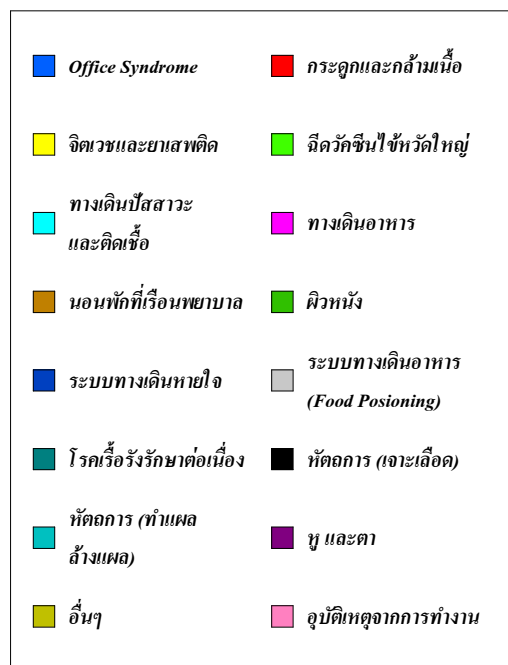 Office Syndrome
กระดูกและกล้ามเนื้อ
จิตเวชและยาเสพติด
ฉีดวัคซีนไข้หวัดใหญ่
ทางเดินปัสสาวะ
และติดเชื้อ
ทางเดินอาหาร
นอนพักที่เรือนพยาบาล
ผิวหนัง
ระบบทางเดินหายใจ
ระบบทางเดินอาหาร
(Food Posioning)
โรคเรื้อรังรักษาต่อเนื่อง
หัตถการ (เจาะเลือด)
หัตถการ (ทำแผล
ล้างแผล)
หู และตา
อื่นๆ
อุบัติเหตุจากการทำงาน